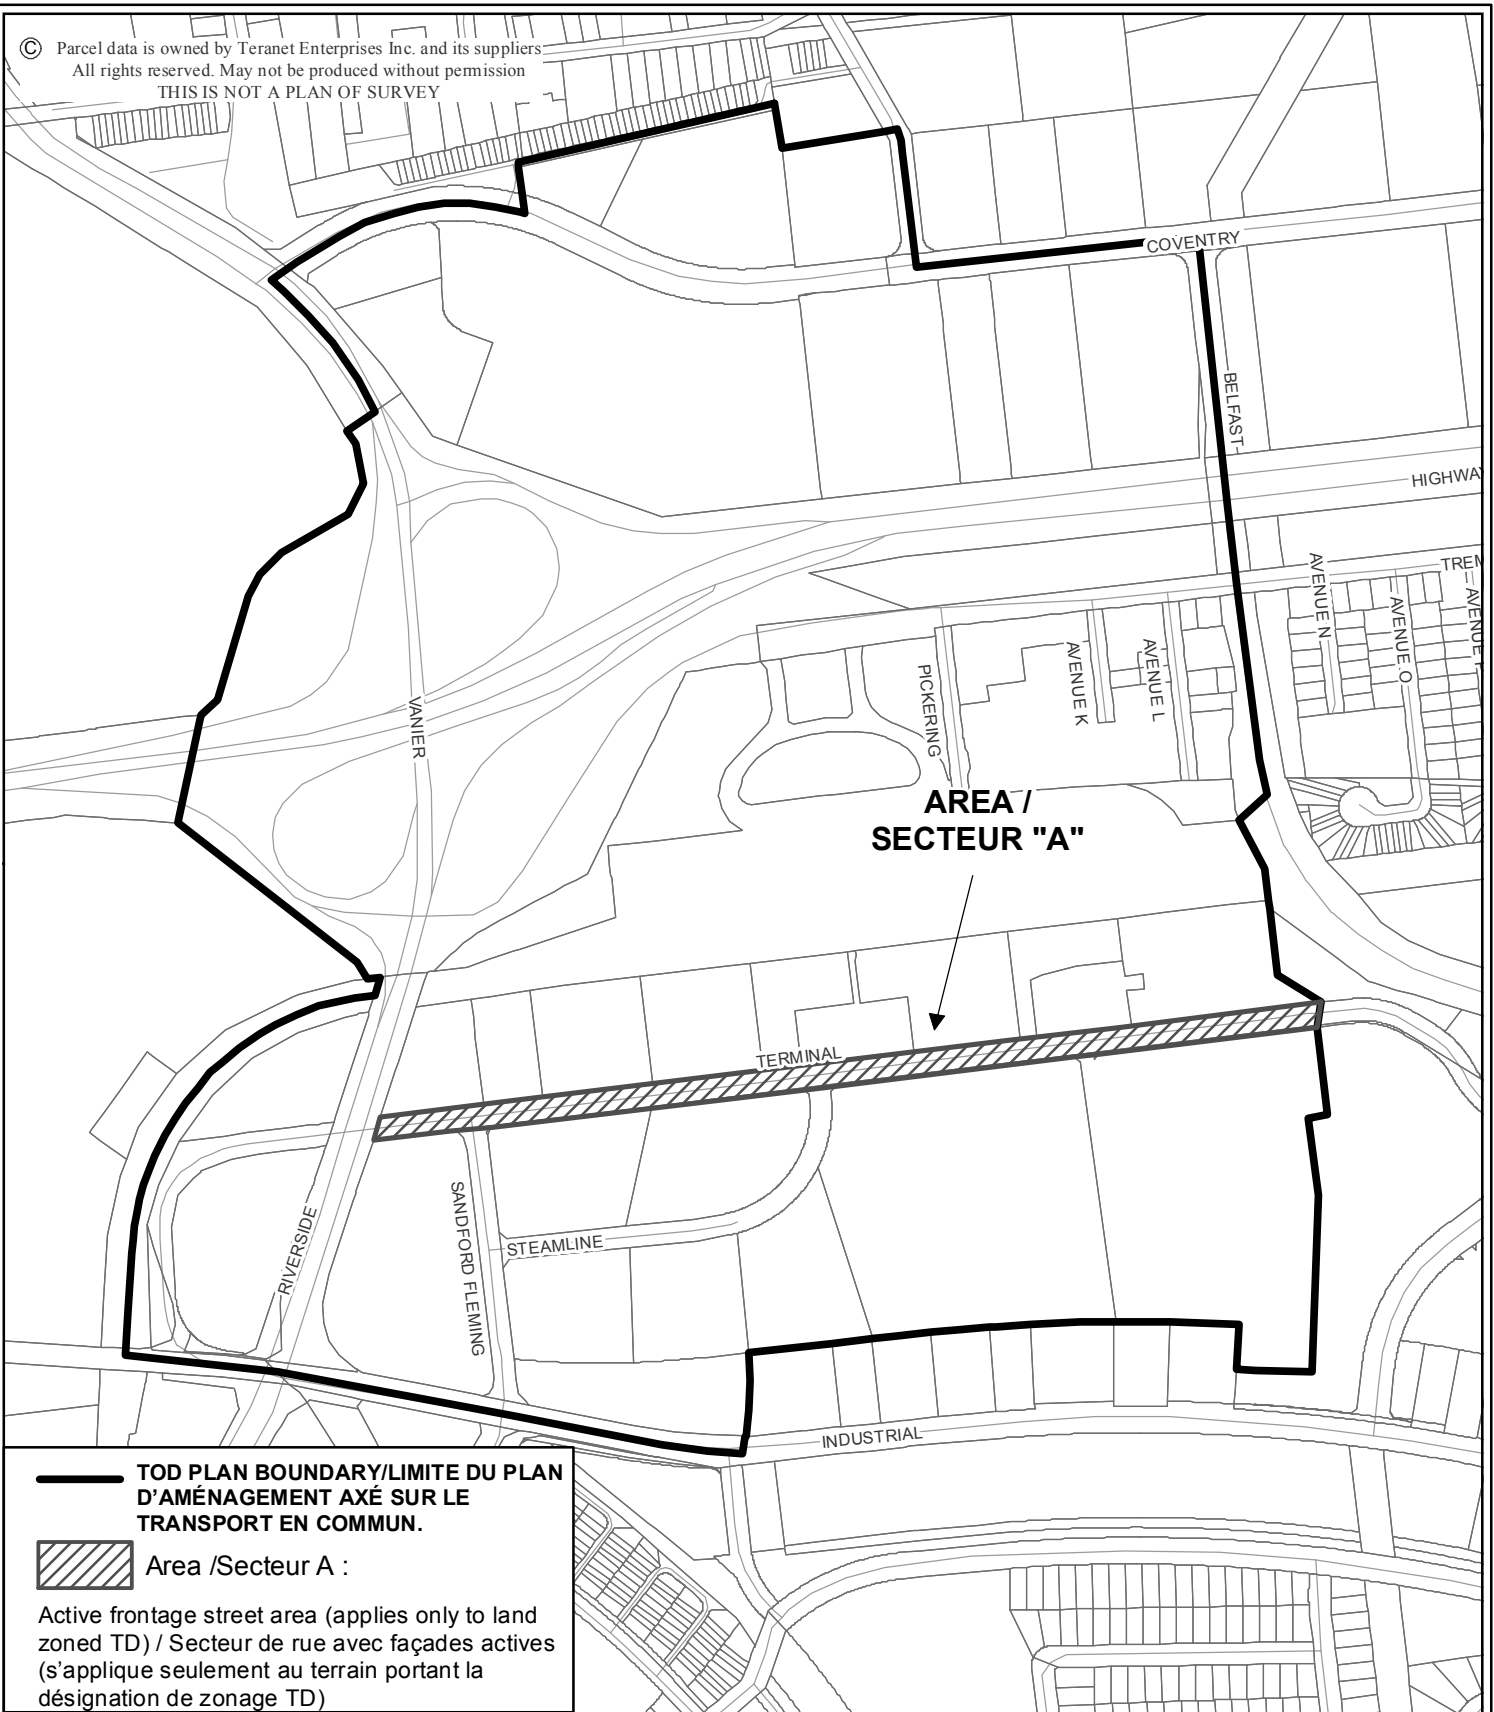 © Parcel data is owned by Teranet Enterprises Inc. and its suppliers
All rights reserved. May not be produced without permission
THIS IS NOT A PLAN OF SURVEY
COVENTRY
BELFAST
HIGHWAY
AVENUE N
AVENUE O
VANIER
PICKERING
AVENUE K
AVENUE L
AREA /
SECTEUR "A"
TERMINAL
RIVERSIDE
SANDFORD FLEMING
STEAMLINE
INDUSTRIAL
TOD PLAN BOUNDARY/LIMITE DU PLAN
D'AMÉNAGEMENT AXÉ SUR LE
TRANSPORT EN COMMUN.
Area /Secteur A :
Active frontage street area (applies only to land
zoned TD) / Secteur de rue avec façades actives
(s'applique seulement au terrain portant la
désignation de zonage TD)